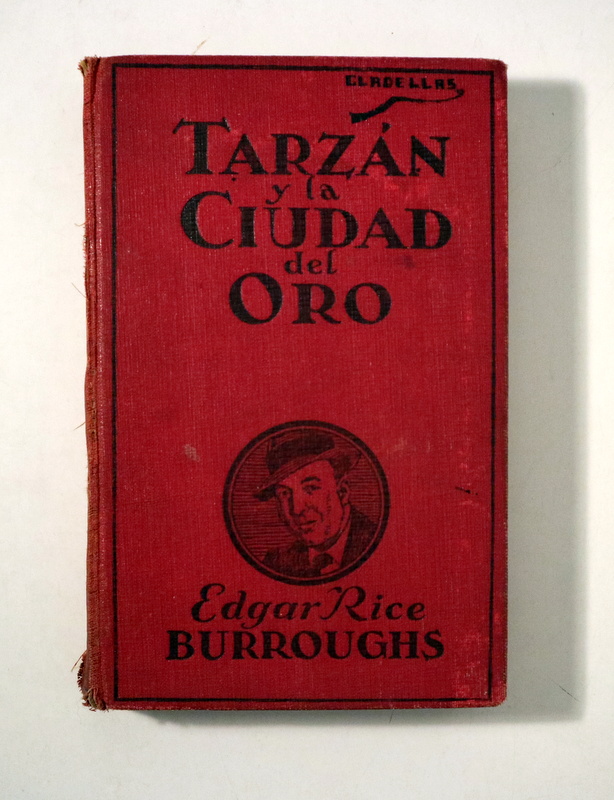 CLADELLAS
TARZÁN
y la
CIUDAD
del
ORO
Edgar Rice
BURROUGHS